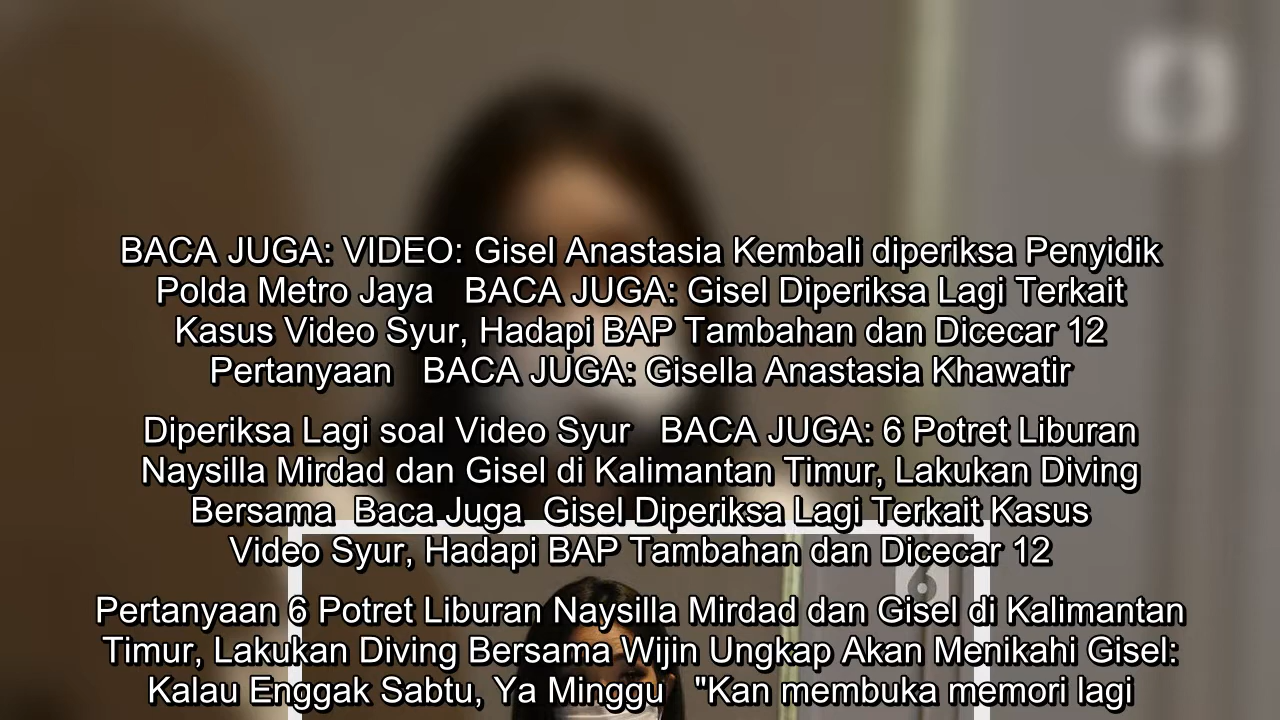 BACA JUGA: VIDEO: Gisel Anastasia Kembali diperiksa Penyidik
Polda Metro Jaya   BACA JUGA: Gisel Diperiksa Lagi Terkait
Kasus Video Syur, Hadapi BAP Tambahan dan Dicecar 12
Pertanyaan   BACA JUGA: Gisella Anastasia Khawatir
Diperiksa Lagi soal Video Syur   BACA JUGA: 6 Potret Liburan
Naysilla Mirdad dan Gisel di Kalimantan Timur, Lakukan Diving
Bersama  Baca Juga  Gisel Diperiksa Lagi Terkait Kasus
Video Syur, Hadapi BAP Tambahan dan Dicecar 12
Pertanyaan 6 Potret Liburan Naysilla Mirdad dan Gisel di Kalimantan
Timur, Lakukan Diving Bersama Wijin Ungkap Akan Menikahi Gisel:
Kalau Enggak Sabtu, Ya Minggu   "Kan membuka memori lagi